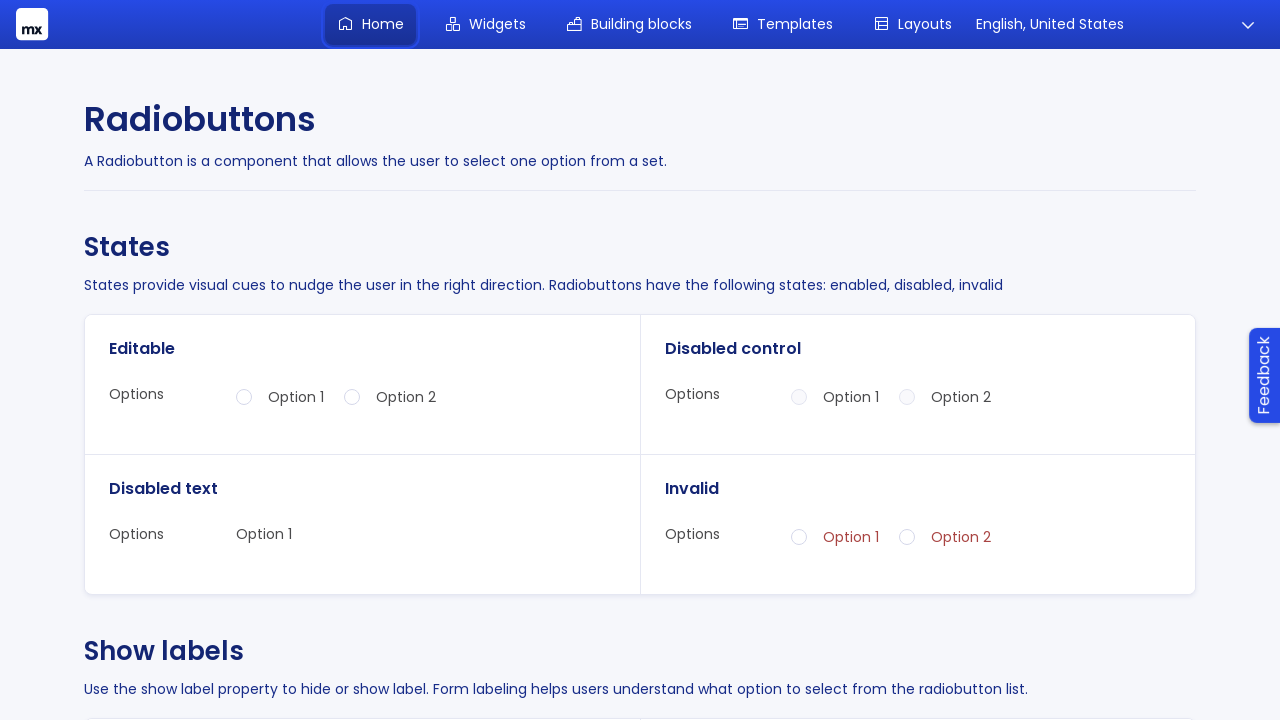 mx
Home
Widgets
Building blocks
Templates
Layouts
English, United States
Radiobuttons
A Radiobutton is a component that allows the user to select one option from a set.
States
States provide visual cues to nudge the user in the right direction. Radiobuttons have the following states: enabled, disabled, invalid
Editable
Options
Option 1
Option 2
Disabled control
Options
Option 1
Option 2
Disabled text
Options
Option 1
Invalid
Options
Option 1
Option 2
Feedback
Show labels
Use the show label property to hide or show label. Form labeling helps users understand what option to select from the radiobutton list.